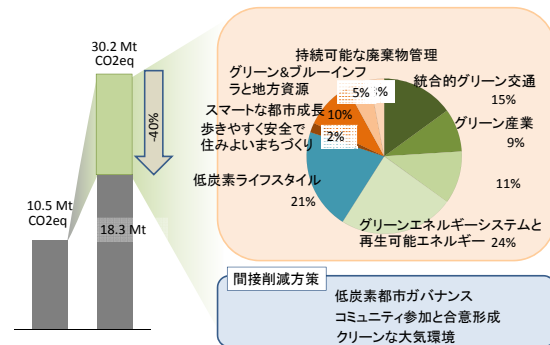 30.2 Mt
CO2eq
-40%
10.5 Mt
CO2eq
18.3 Mt
持続可能な廃棄物管理
グリーン&ブルーインフ
ラと地方資源
5%
統合的グリーン交通
15%
スマートな都市成長
10%
グリーン産業
9%
歩きやすく安全で
住みよいまちづくり
2%
低炭素ライフスタイル
21%
11%
グリーンエネルギーシステムと
再生可能エネルギー
24%
間接削減方策
低炭素都市ガバナンス
コミュニティ参加と合意形成
クリーンな大気環境